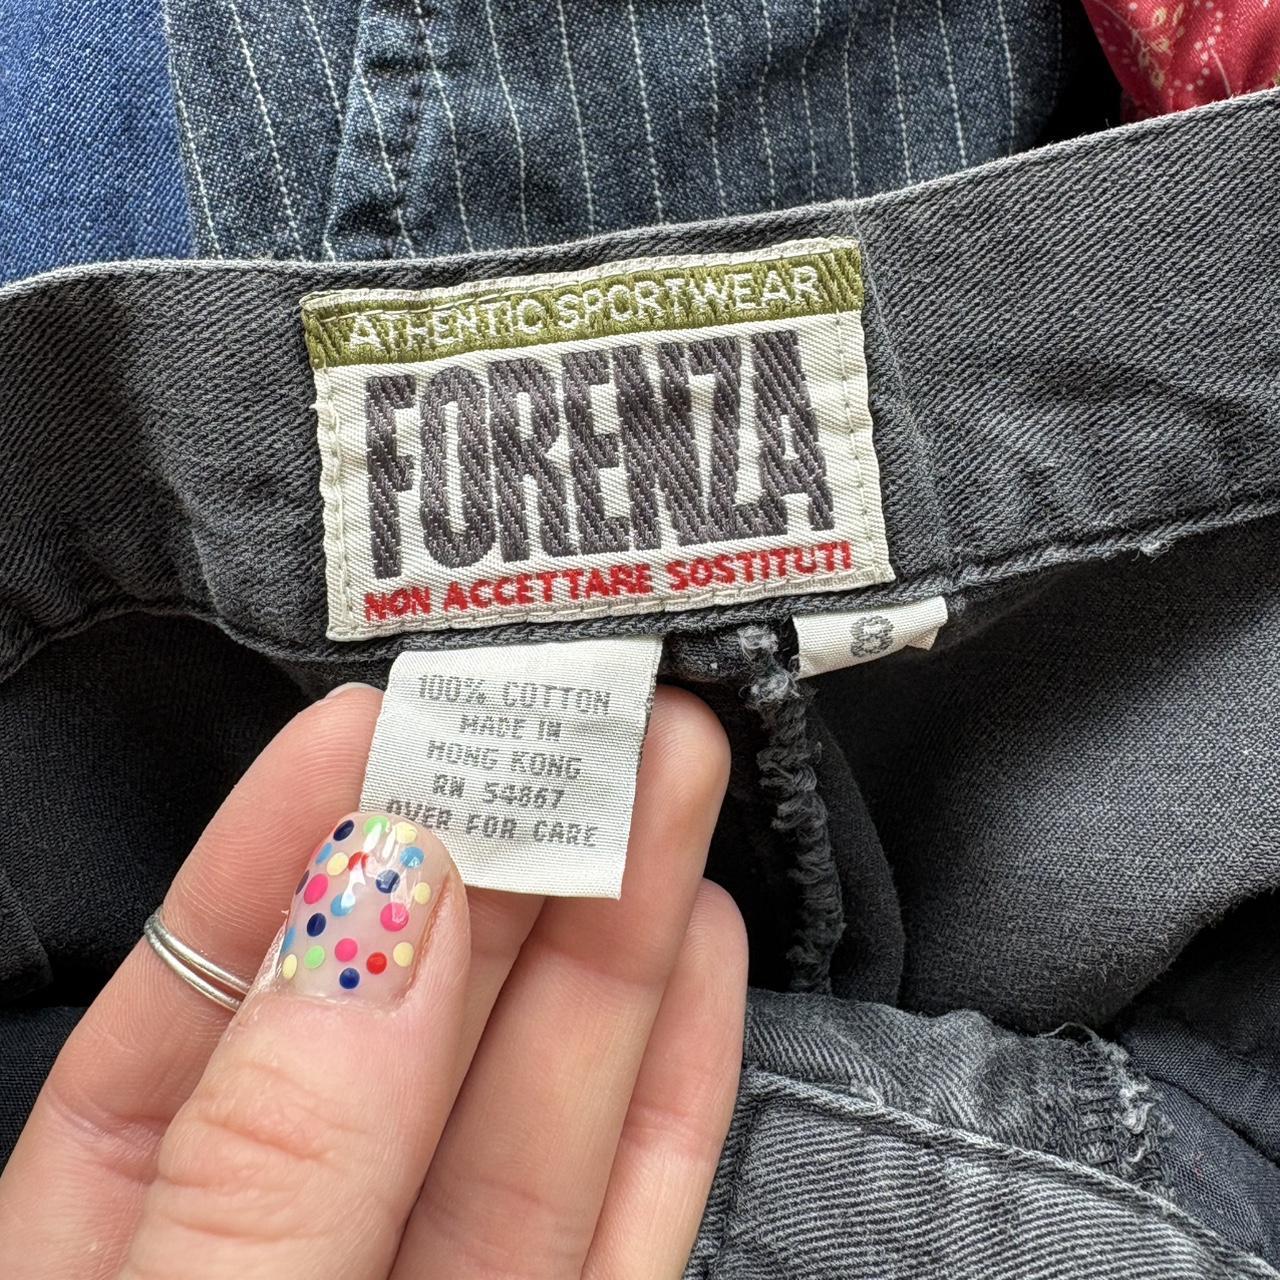 AUTHENTIC SPORTWEAR
FORENZA
NON ACCETTARE SOSTITUTI
8
100% COTTON
MADE IN
HONG KONG
RN 54867
OVER FOR CARE